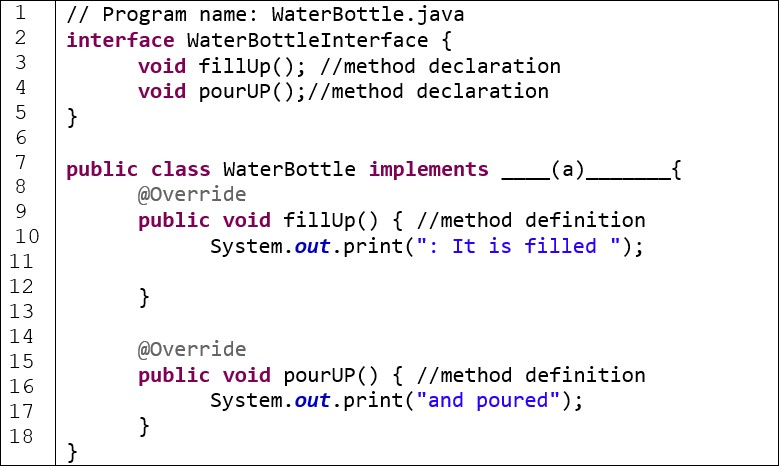 1 // Program name: WaterBottle.java
2 interface WaterBottleInterface {
3 void fillUp(); //method declaration
4 void pourUP();//method declaration
5 }
6
7 public class WaterBottle implements ____(a)_______{
8 @Override
9 public void fillUp() { //method definition
10 System.out.print(": It is filled ");
11
12 }
13
14 @Override
15 public void pourUP() { //method definition
16 System.out.print("and poured");
17 }
18 }